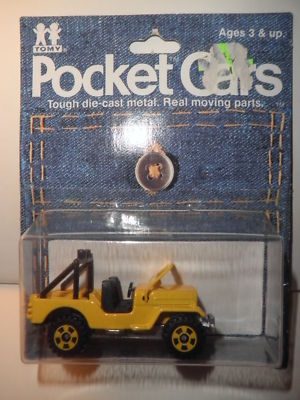 Ages 3 & up.
TOMY
Pocket Cars
Tough die-cast metal. Real moving parts.